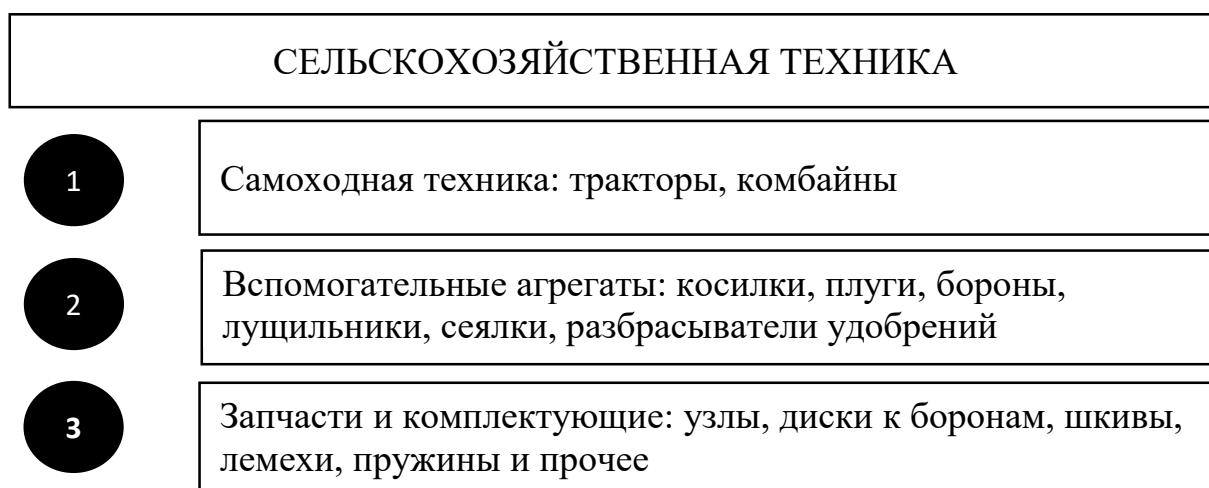 СЕЛЬСКОХОЗЯЙСТВЕННАЯ ТЕХНИКА
1
Самоходная техника: тракторы, комбайны
2
Вспомогательные агрегаты: косилки, плуги, бороны,
лущильники, сеялки, разбрасыватели удобрений
3
Запчасти и комплектующие: узлы, диски к боронам, шкивы,
лемехи, пружины и прочее